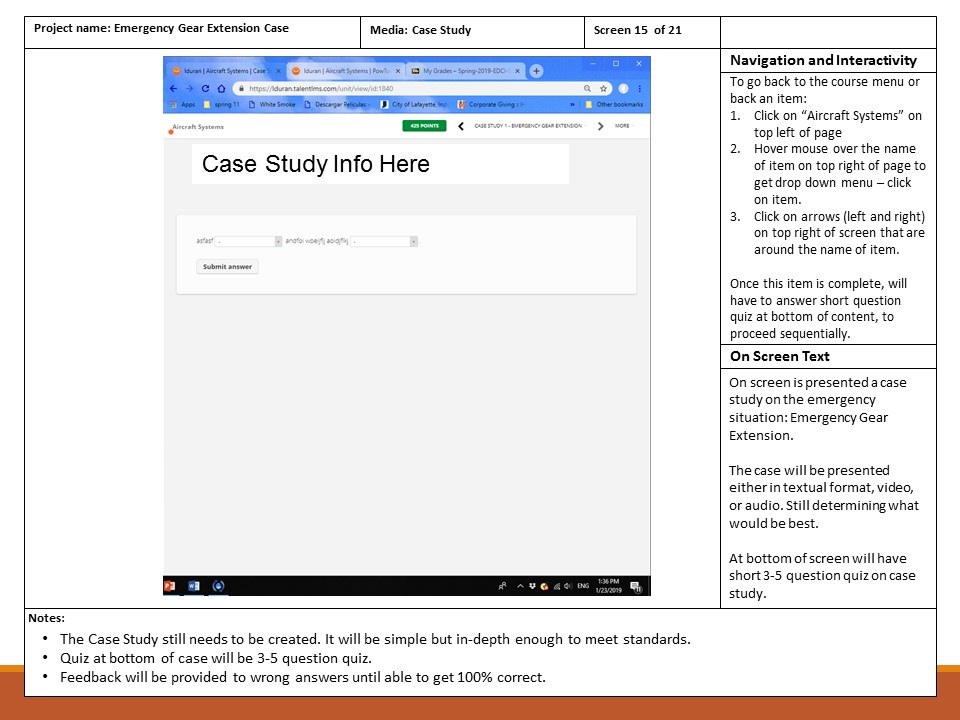 Project name: Emergency Gear Extension Case
Media: Case Study
Screen 15 of 21
lduran | Aircraft Systems | Case S
lduran | Aircraft Systems | PowTo
My Grades – Spring-2019-EDCI-
https://lduran.talentlms.com/unit/view/id:1840
Apps
spring 11
White Smoke
Descargar Peliculas
City of Lafayette, In
Corporate Giving
Other bookmarks
Aircraft Systems
425 POINTS
CASE STUDY 1 - EMERGENCY GEAR EXTENSION
MORE
Case Study Info Here
asfasf
Submit answer
ENG
1:36 PM
1/23/2019
Navigation and Interactivity
To go back to the course menu or
back an item:
1. Click on “Aircraft Systems” on
top left of page
2. Hover mouse over the name
of item on top right of page to
get drop down menu – click
on item.
3. Click on arrows (left and right)
on top right of screen that are
around the name of item.
Once this item is complete, will
have to answer short question
quiz at bottom of content, to
proceed sequentially.
On Screen Text
On screen is presented a case
study on the emergency
situation: Emergency Gear
Extension.
The case will be presented
either in textual format, video,
or audio. Still determining what
would be best.
At bottom of screen will have
short 3-5 question quiz on case
study.
Notes:
• The Case Study still needs to be created. It will be simple but in-depth enough to meet standards.
• Quiz at bottom of case will be 3-5 question quiz.
• Feedback will be provided to wrong answers until able to get 100% correct.